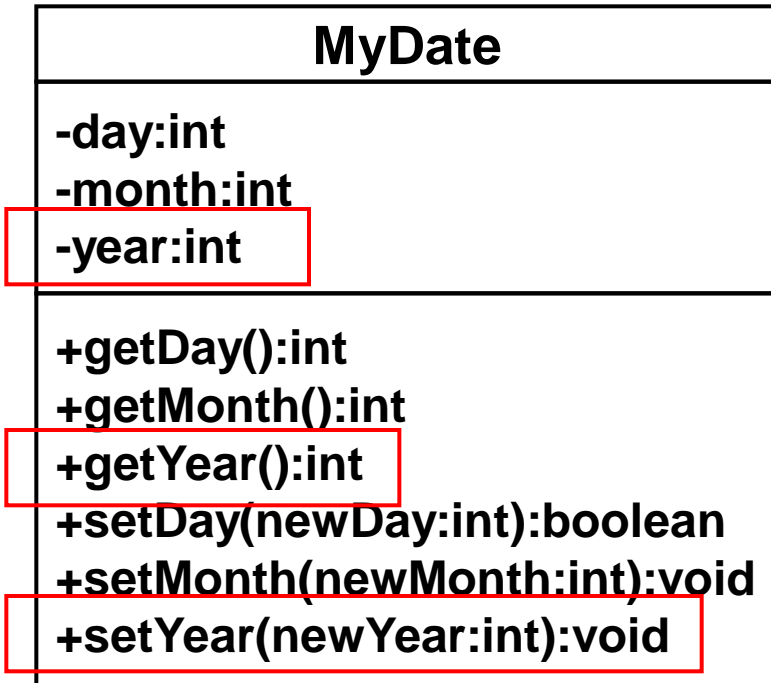 MyDate
-day:int
-month:int
-year:int
+getDay():int
+getMonth():int
+getYear():int
+setDay(newDay:int):boolean
+setMonth(newMonth:int):void
+setYear(newYear:int):void